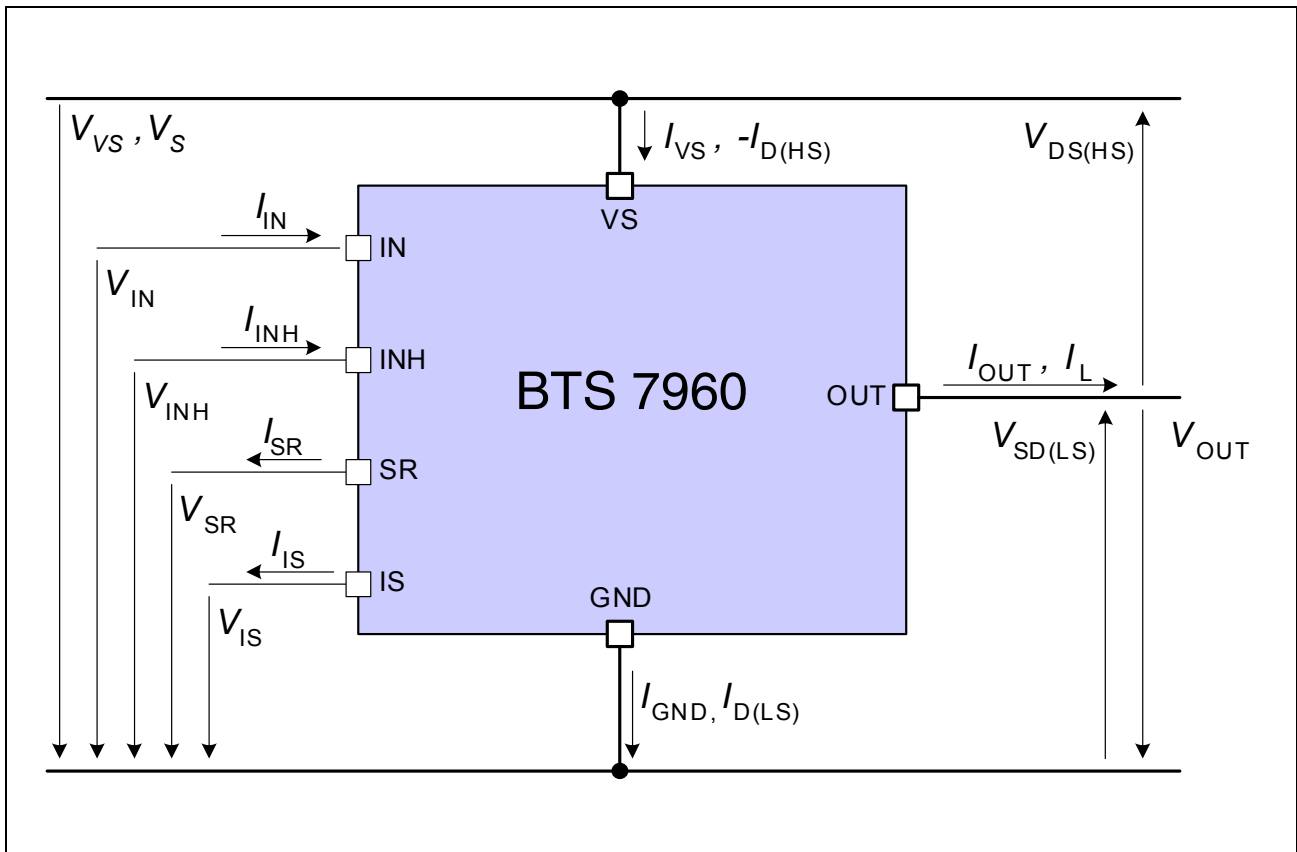 V_VS , V_S
I_VS , -I_D(HS)
V_DS(HS)
VS
I_IN
IN
V_IN
I_INH
INH
V_INH
BTS 7960
OUT
I_OUT , I_L
V_SD(LS)
V_OUT
I_SR
SR
V_SR
I_IS
IS
V_IS
GND
I_GND, I_D(LS)